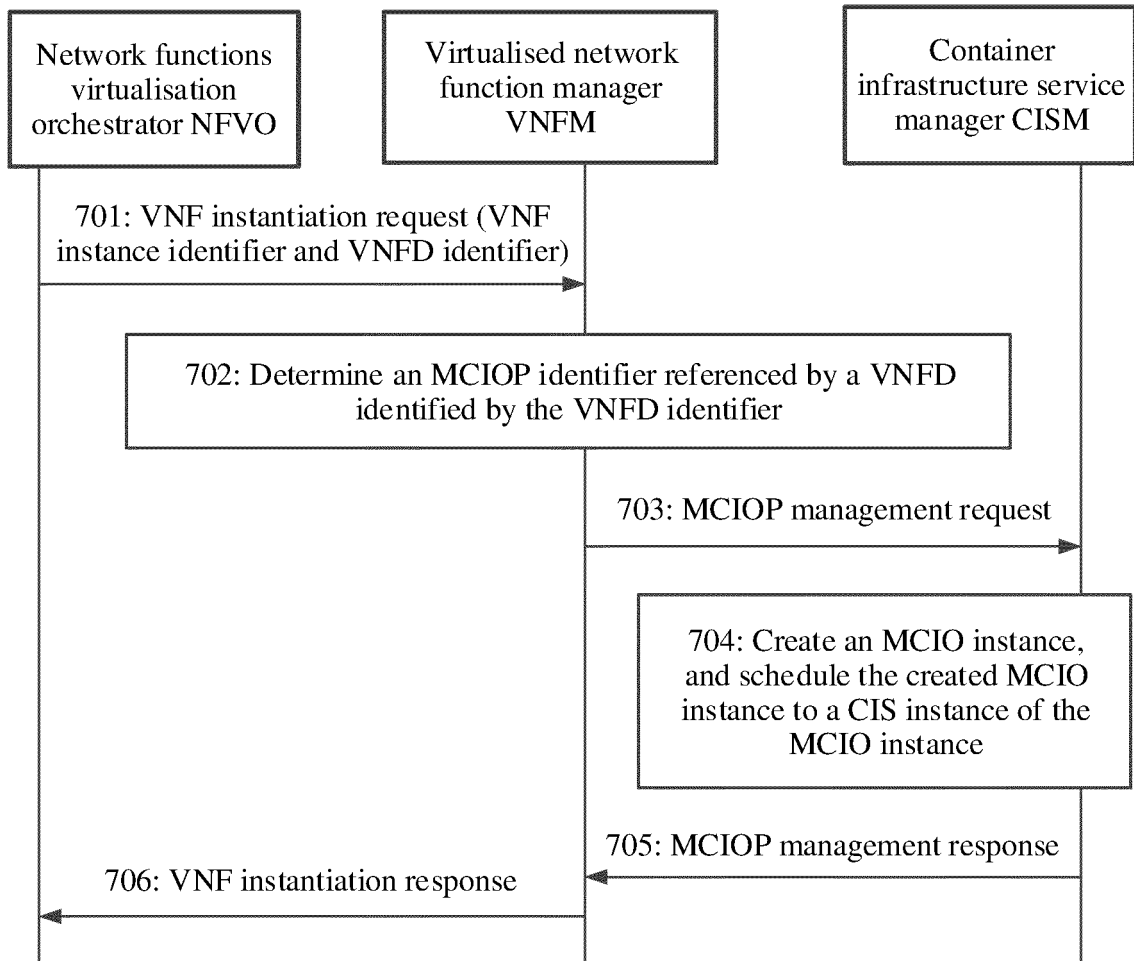 Network functions
virtualisation
orchestrator NFVO
Virtualised network
function manager
VNFM
Container
infrastructure service
manager CISM
701: VNF instantiation request (VNF
instance identifier and VNFD identifier)
702: Determine an MCIOP identifier referenced by a VNFD
identified by the VNFD identifier
703: MCIOP management request
704: Create an MCIO instance,
and schedule the created MCIO
instance to a CIS instance of the
MCIO instance
705: MCIOP management response
706: VNF instantiation response